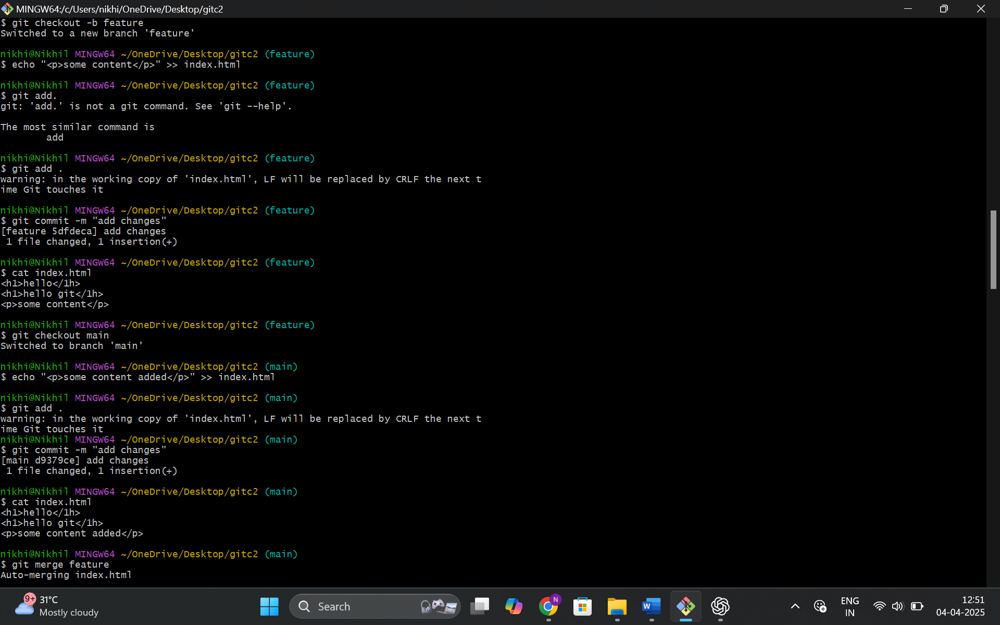 MINGW64:/c/Users/nikhi/OneDrive/Desktop/gitc2
$ git checkout -b feature
Switched to a new branch 'feature'
nikhi@Nikhil MINGW64 ~/OneDrive/Desktop/gitc2 (feature)
$ echo "<p>some content</p>" >> index.html
nikhi@Nikhil MINGW64 ~/OneDrive/Desktop/gitc2 (feature)
$ git add.
git: 'add.' is not a git command. See 'git --help'.
The most similar command is
add
nikhi@Nikhil MINGW64 ~/OneDrive/Desktop/gitc2 (feature)
$ git add .
warning: in the working copy of 'index.html', LF will be replaced by CRLF the next t
ime Git touches it
nikhi@Nikhil MINGW64 ~/OneDrive/Desktop/gitc2 (feature)
$ git commit -m "add changes"
[feature 5dfdeca] add changes
1 file changed, 1 insertion(+)
nikhi@Nikhil MINGW64 ~/OneDrive/Desktop/gitc2 (feature)
$ cat index.html
<h1>hello</1h>
<h1>hello git</1h>
<p>some content</p>
nikhi@Nikhil MINGW64 ~/OneDrive/Desktop/gitc2 (feature)
$ git checkout main
Switched to branch 'main'
nikhi@Nikhil MINGW64 ~/OneDrive/Desktop/gitc2 (main)
$ echo "<p>some content added</p>" >> index.html
nikhi@Nikhil MINGW64 ~/OneDrive/Desktop/gitc2 (main)
$ git add .
warning: in the working copy of 'index.html', LF will be replaced by CRLF the next t
ime Git touches it
nikhi@Nikhil MINGW64 ~/OneDrive/Desktop/gitc2 (main)
$ git commit -m "add changes"
[main d9379ce] add changes
1 file changed, 1 insertion(+)
nikhi@Nikhil MINGW64 ~/OneDrive/Desktop/gitc2 (main)
$ cat index.html
<h1>hello</1h>
<h1>hello git</1h>
<p>some content added</p>
nikhi@Nikhil MINGW64 ~/OneDrive/Desktop/gitc2 (main)
$ git merge feature
Auto-merging index.html
9+
31°C
Mostly cloudy
Search
N
W
ENG
IN
12:51
04-04-2025